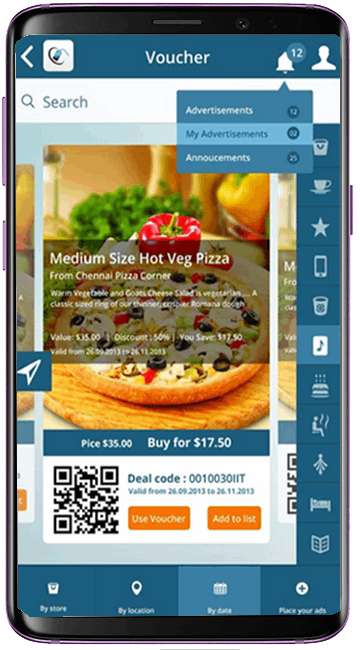 Voucher
12
Search
Advertisements 12
My Advertisements 02
Annoucements 25
Medium Size Hot Veg Pizza
From Chennai Pizza Corner
Warm Vegetable and Goats Cheese Salad is vegetarian.... A
classic sized ring of our thinner, crispier Romana dough
Value: $35.00 | Discount : 50% | You Save: $17.50
Valid from 26.09.2013 to 26.11.2013
M
Fr
Pice $35.00 Buy for $17.50
Deal code : 0010030IIT
Valid from 26.09.2013 to 26.11.2013
Use Voucher
Add to list
By store
By location
By date
Place your ads